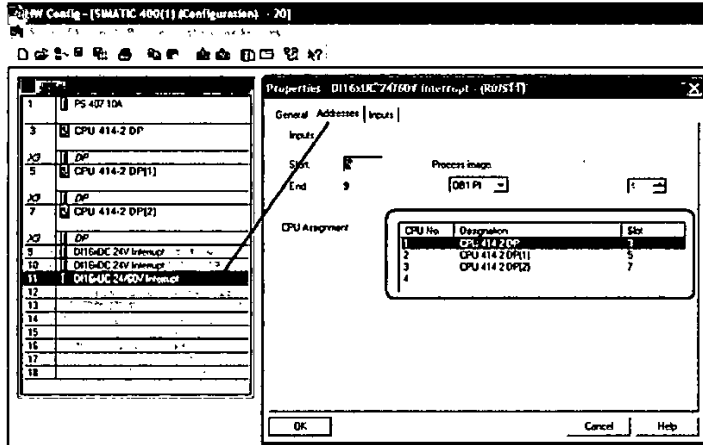 HW Config - [SIMATIC 400(1) (Configuration) - 20]
1 PS 407 10A
3 CPU 414-2 DP
X3 DP
5 CPU 414-2 DP(1)
X3 DP
7 CPU 414-2 DP(2)
X3 DP
9 DI16xDC 24V Interrupt
10 DI16xDC 24V Interrupt
11 DI16xUC 24/60V Interrupt
12
13
14
15
16
17
18
Properties - DI16xUC 24/60V Interrupt - (R0/S11)
General Addresses Inputs
Inputs
Start
Process image
End 9 OB1 PI
CPU Assignment
CPU No. Designation Slot
1 CPU 414-2 DP 3
2 CPU 414-2 DP(1) 5
3 CPU 414-2 DP(2) 7
4
OK Cancel Help